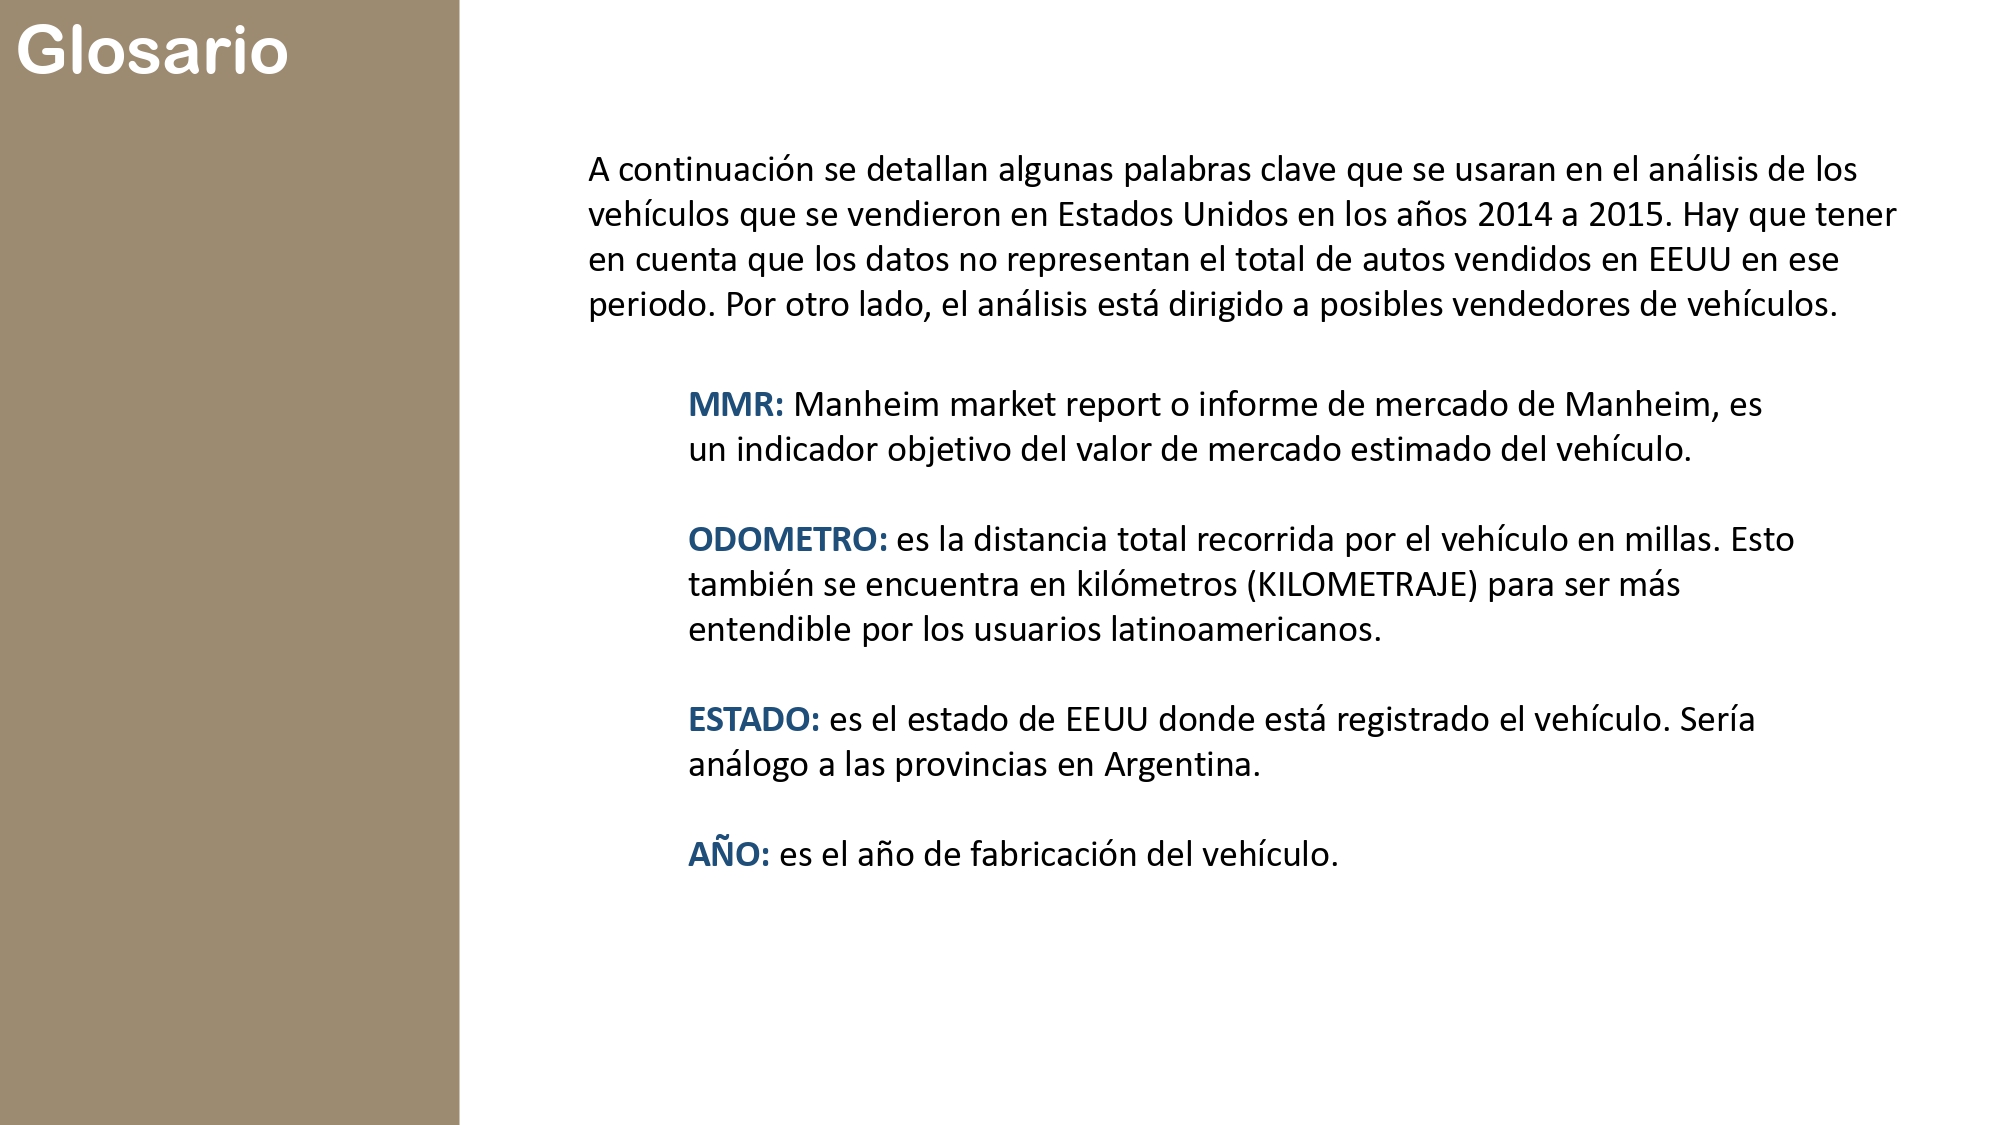 Glosario
A continuación se detallan algunas palabras clave que se usaran en el análisis de los
vehículos que se vendieron en Estados Unidos en los años 2014 a 2015. Hay que tener
en cuenta que los datos no representan el total de autos vendidos en EEUU en ese
periodo. Por otro lado, el análisis está dirigido a posibles vendedores de vehículos.
MMR: Manheim market report o informe de mercado de Manheim, es
un indicador objetivo del valor de mercado estimado del vehículo.
ODOMETRO: es la distancia total recorrida por el vehículo en millas. Esto
también se encuentra en kilómetros (KILOMETRAJE) para ser más
entendible por los usuarios latinoamericanos.
ESTADO: es el estado de EEUU donde está registrado el vehículo. Sería
análogo a las provincias en Argentina.
AÑO: es el año de fabricación del vehículo.